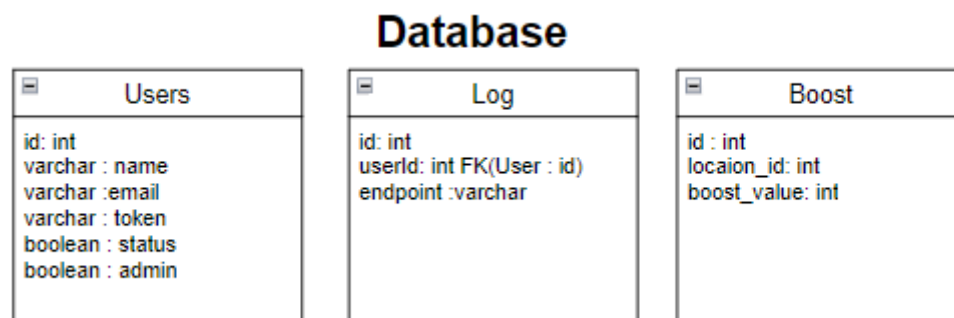 Database
Users
id: int
varchar : name
varchar :email
varchar : token
boolean : status
boolean : admin
Log
id: int
userId: int FK(User : id)
endpoint :varchar
Boost
id : int
locaion_id: int
boost_value: int